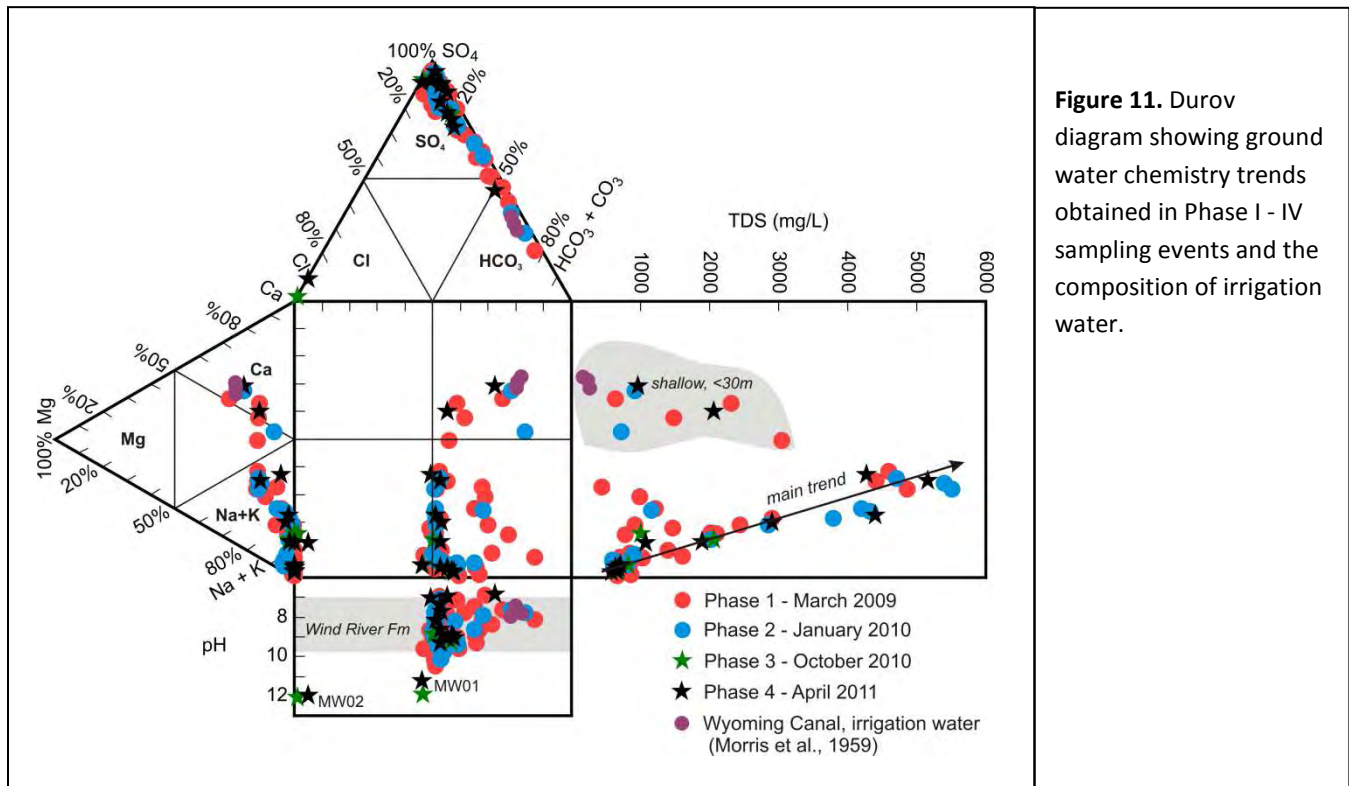 100% SO₄
20%
20%
SO₄
50%
50%
80%
80%
Cl
Cl
HCO₃
HCO₃ + CO₃
TDS (mg/L)
1000
2000
3000
4000
5000
6000
Ca
80%
50%
20%
100% Mg
Ca
Mg
20%
50%
Na+K
80%
Na + K
shallow, <30m
main trend
pH
8
10
12
Wind River Fm
MW01
MW02
Phase 1 - March 2009
Phase 2 - January 2010
Phase 3 - October 2010
Phase 4 - April 2011
Wyoming Canal, irrigation water
(Morris et al., 1959)
Figure 11. Durov
diagram showing ground
water chemistry trends
obtained in Phase I - IV
sampling events and the
composition of irrigation
water.